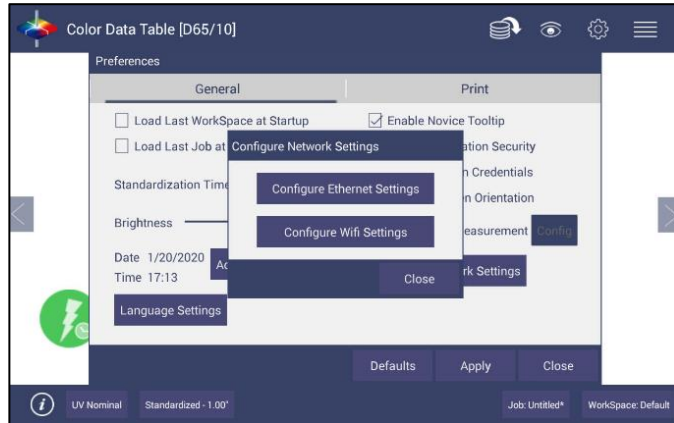 Color Data Table [D65/10]
Preferences
General
Print
Load Last WorkSpace at Startup
Enable Novice Tooltip
Load Last Job at
ation Security
Configure Network Settings
Credentials
Standardization Time
Configure Ethernet Settings
Orientation
Brightness
Configure Wifi Settings
easurement
Config
Date 1/20/2020
Time 17:13
Close
rk Settings
Language Settings
Defaults
Apply
Close
UV Nominal
Standardized - 1.00'
Job: Untitled*
WorkSpace: Default